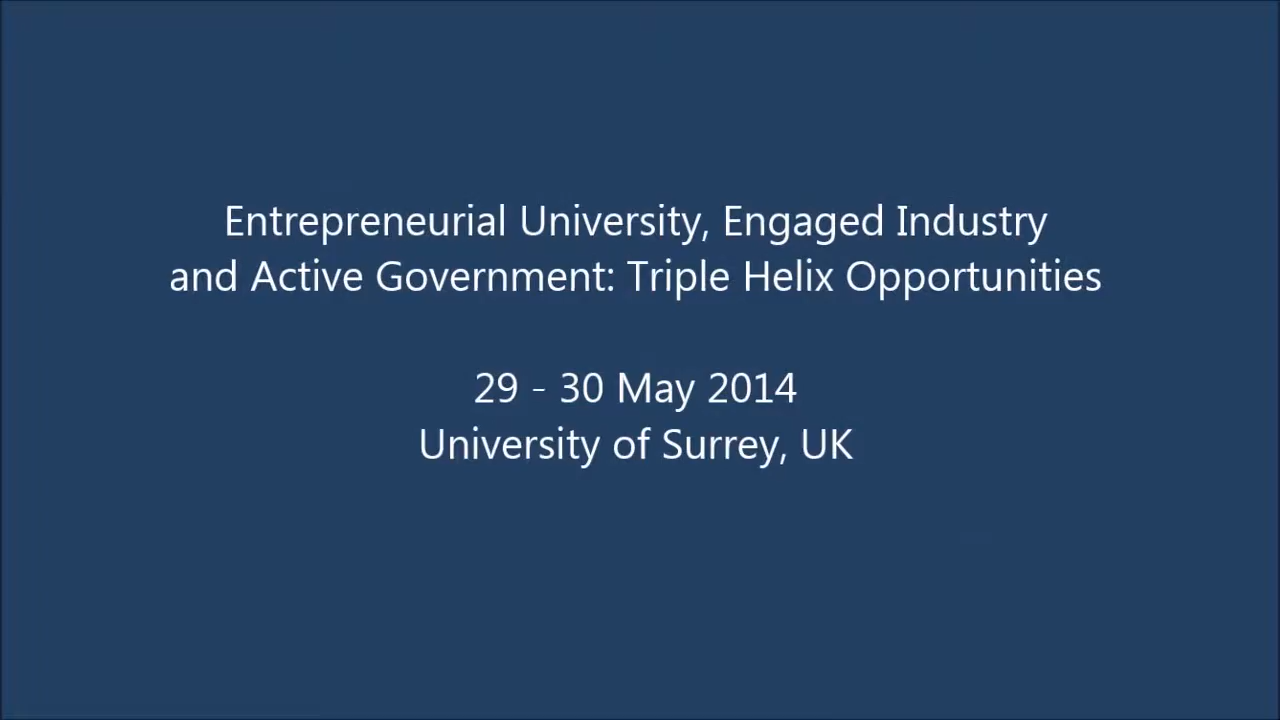 Entrepreneurial University, Engaged Industry
and Active Government: Triple Helix Opportunities
29 - 30 May 2014
University of Surrey, UK